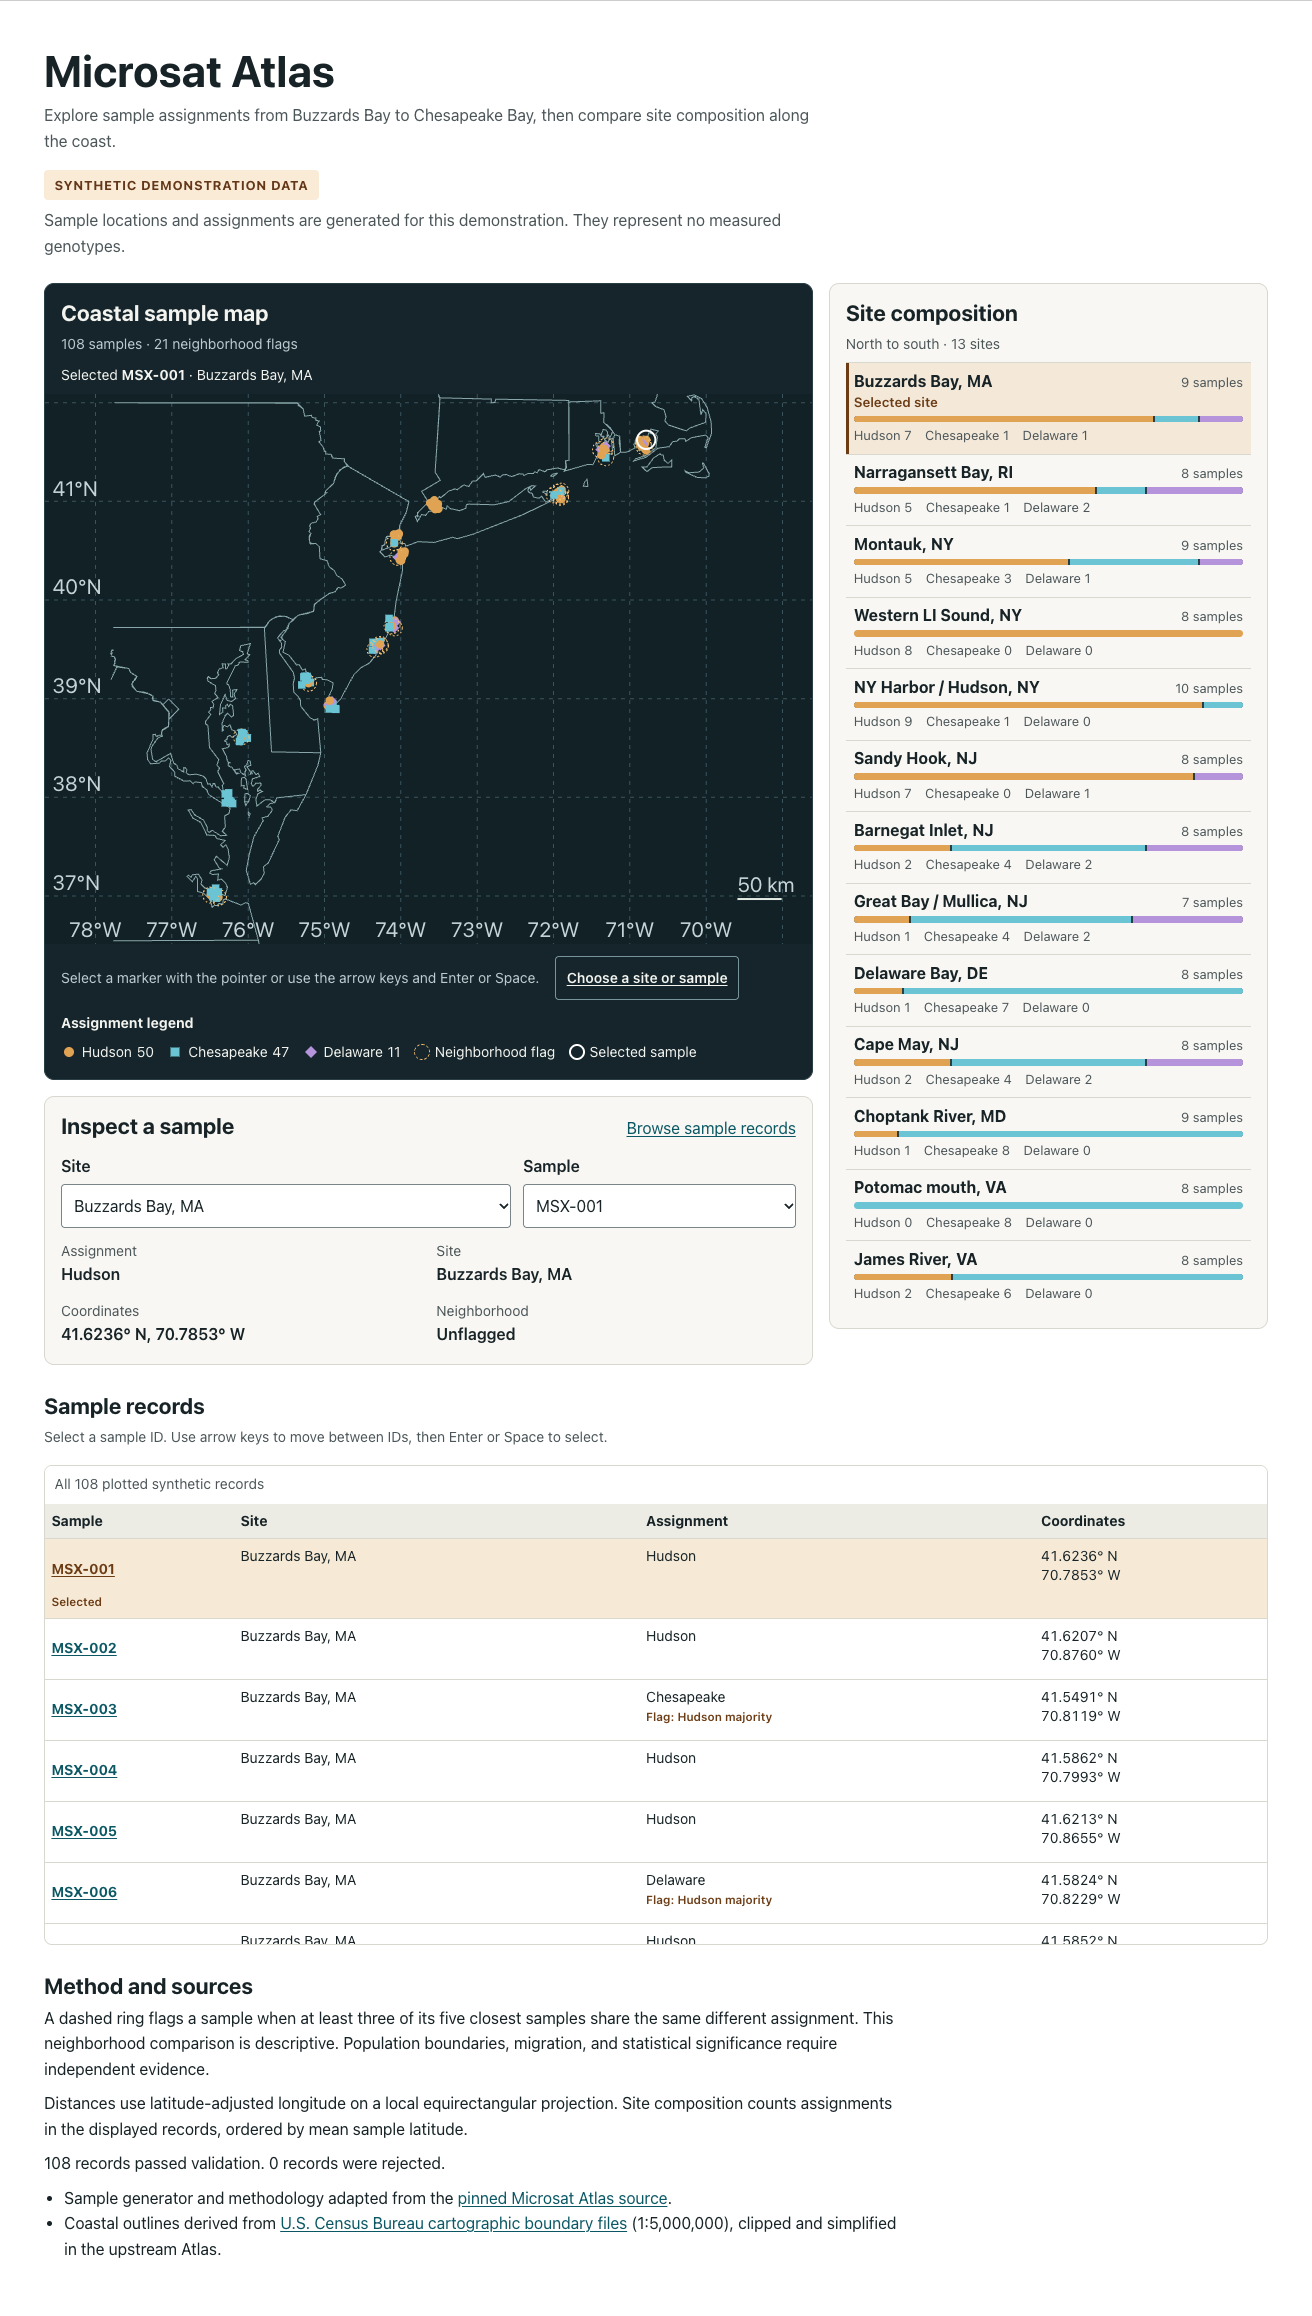 Microsat Atlas
Explore sample assignments from Buzzards Bay to Chesapeake Bay, then compare site composition along
the coast.
SYNTHETIC DEMONSTRATION DATA
Sample locations and assignments are generated for this demonstration. They represent no measured
genotypes.
Coastal sample map
108 samples · 21 neighborhood flags
Selected MSX-001 · Buzzards Bay, MA
41°N
40°N
39°N
38°N
37°N
50 km
78°W 77°W 76°W 75°W 74°W 73°W 72°W 71°W 70°W
Select a marker with the pointer or use the arrow keys and Enter or Space. Choose a site or sample
Assignment legend
Hudson 50 Chesapeake 47 Delaware 11 Neighborhood flag Selected sample
Site composition
North to south · 13 sites
Buzzards Bay, MA 9 samples
Selected site
Hudson 7 Chesapeake 1 Delaware 1
Narragansett Bay, RI 8 samples
Hudson 5 Chesapeake 1 Delaware 2
Montauk, NY 9 samples
Hudson 5 Chesapeake 3 Delaware 1
Western LI Sound, NY 8 samples
Hudson 8 Chesapeake 0 Delaware 0
NY Harbor / Hudson, NY 10 samples
Hudson 9 Chesapeake 1 Delaware 0
Sandy Hook, NJ 8 samples
Hudson 7 Chesapeake 0 Delaware 1
Barnegat Inlet, NJ 8 samples
Hudson 2 Chesapeake 4 Delaware 2
Great Bay / Mullica, NJ 7 samples
Hudson 1 Chesapeake 4 Delaware 2
Delaware Bay, DE 8 samples
Hudson 1 Chesapeake 7 Delaware 0
Cape May, NJ 8 samples
Hudson 2 Chesapeake 4 Delaware 2
Choptank River, MD 9 samples
Hudson 1 Chesapeake 8 Delaware 0
Potomac mouth, VA 8 samples
Hudson 0 Chesapeake 8 Delaware 0
James River, VA 8 samples
Hudson 2 Chesapeake 6 Delaware 0
Inspect a sample Browse sample records
Site Sample
Buzzards Bay, MA MSX-001
Assignment Site
Hudson Buzzards Bay, MA
Coordinates Neighborhood
41.6236° N, 70.7853° W Unflagged
Sample records
Select a sample ID. Use arrow keys to move between IDs, then Enter or Space to select.
All 108 plotted synthetic records
Sample Site Assignment Coordinates
MSX-001 Buzzards Bay, MA Hudson 41.6236° N
70.7853° W
Selected
MSX-002 Buzzards Bay, MA Hudson 41.6207° N
70.8760° W
MSX-003 Buzzards Bay, MA Chesapeake 41.5491° N
Flag: Hudson majority 70.8119° W
MSX-004 Buzzards Bay, MA Hudson 41.5862° N
70.7993° W
MSX-005 Buzzards Bay, MA Hudson 41.6213° N
70.8655° W
MSX-006 Buzzards Bay, MA Delaware 41.5824° N
Flag: Hudson majority 70.8229° W
Buzzards Bay, MA Hudson 41.5852° N
Method and sources
A dashed ring flags a sample when at least three of its five closest samples share the same different assignment. This
neighborhood comparison is descriptive. Population boundaries, migration, and statistical significance require
independent evidence.
Distances use latitude-adjusted longitude on a local equirectangular projection. Site composition counts assignments
in the displayed records, ordered by mean sample latitude.
108 records passed validation. 0 records were rejected.
• Sample generator and methodology adapted from the pinned Microsat Atlas source.
• Coastal outlines derived from U.S. Census Bureau cartographic boundary files (1:5,000,000), clipped and simplified
in the upstream Atlas.